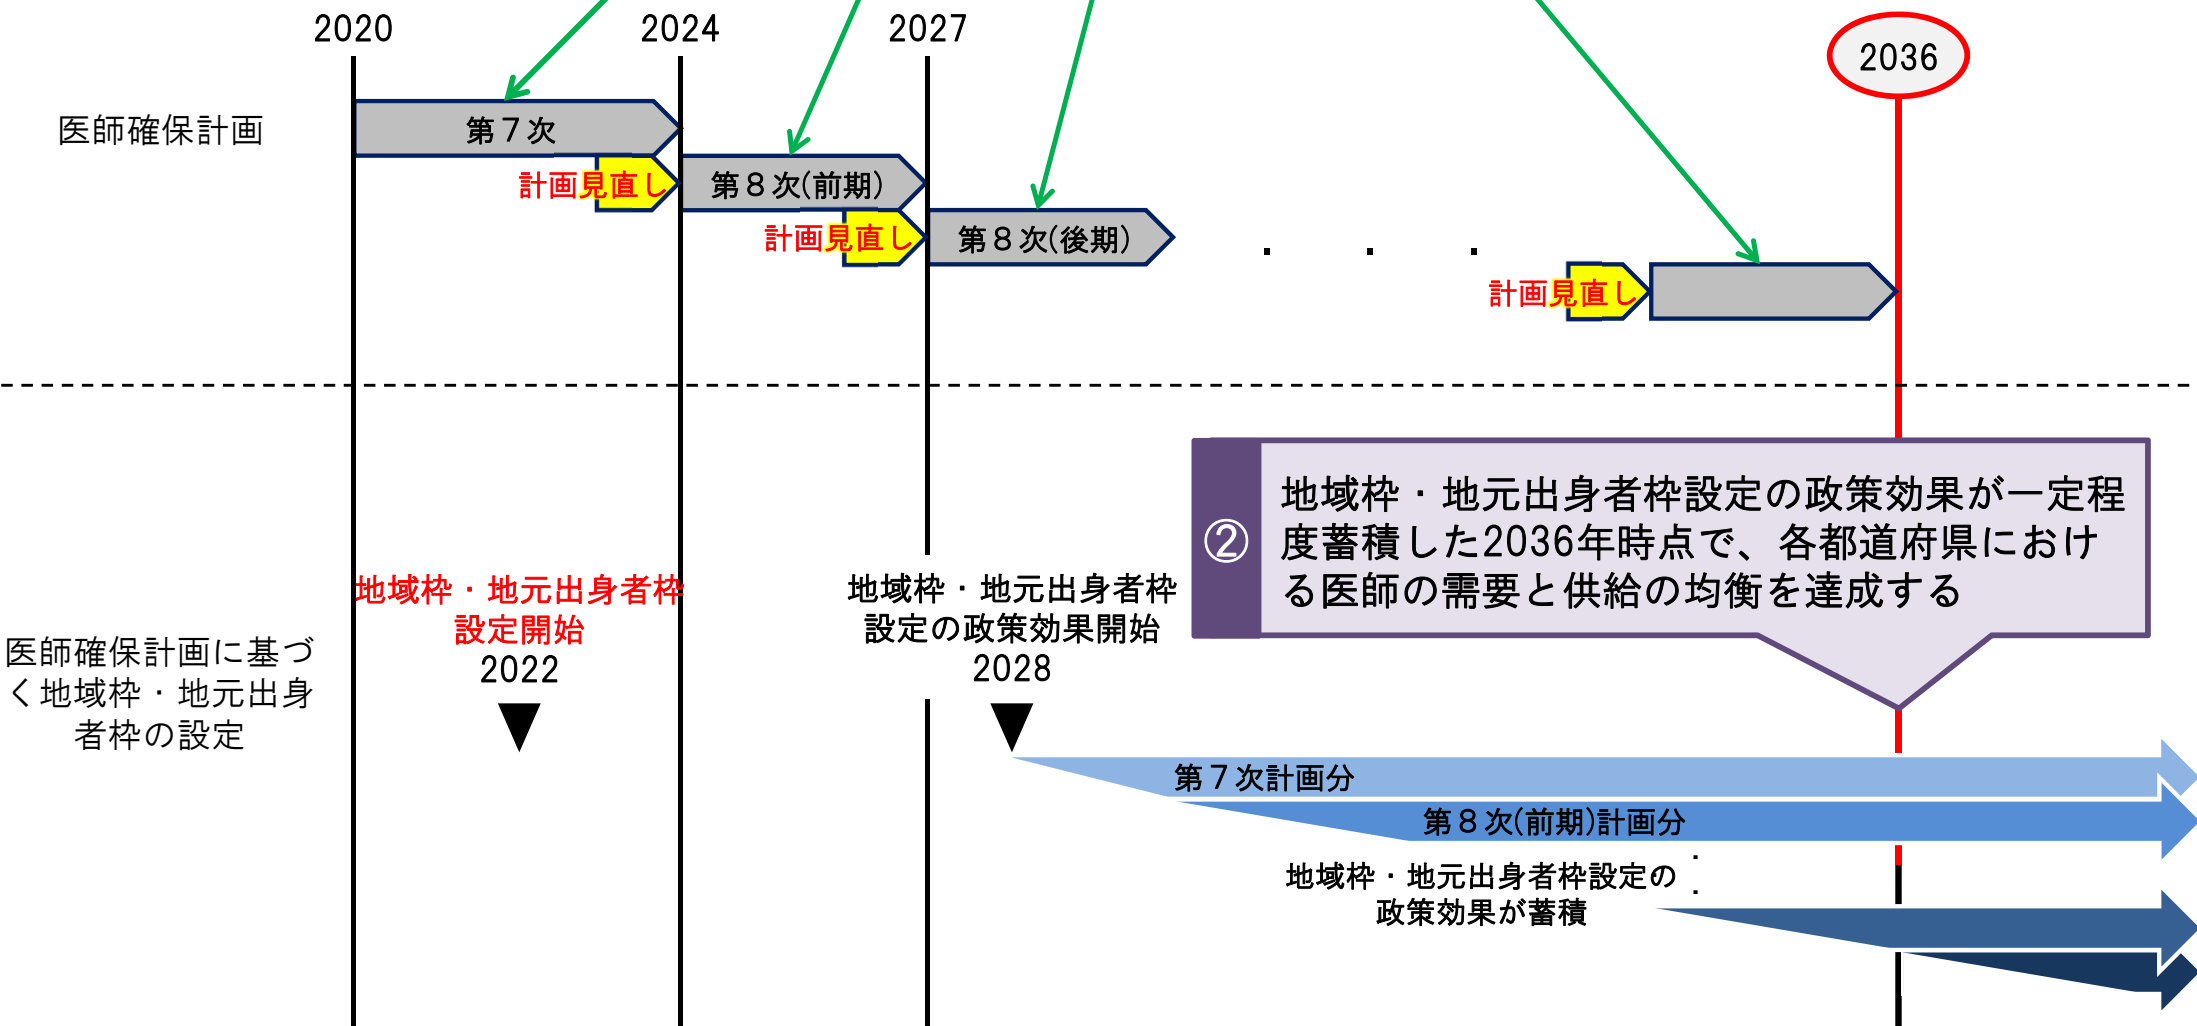 2020
2024
2027
2036
医師確保計画
第７次
計画見直し
第８次(前期)
計画見直し
第８次(後期)
・　・　・
計画見直し
②
地域枠・地元出身者枠設定の政策効果が一定程
度蓄積した2036年時点で、各都道府県におけ
る医師の需要と供給の均衡を達成する
医師確保計画に基づ
く地域枠・地元出身
者枠の設定
地域枠・地元出身者枠
設定開始
2022
地域枠・地元出身者枠
設定の政策効果開始
2028
第７次計画分
第８次(前期)計画分
地域枠・地元出身者枠設定の
政策効果が蓄積